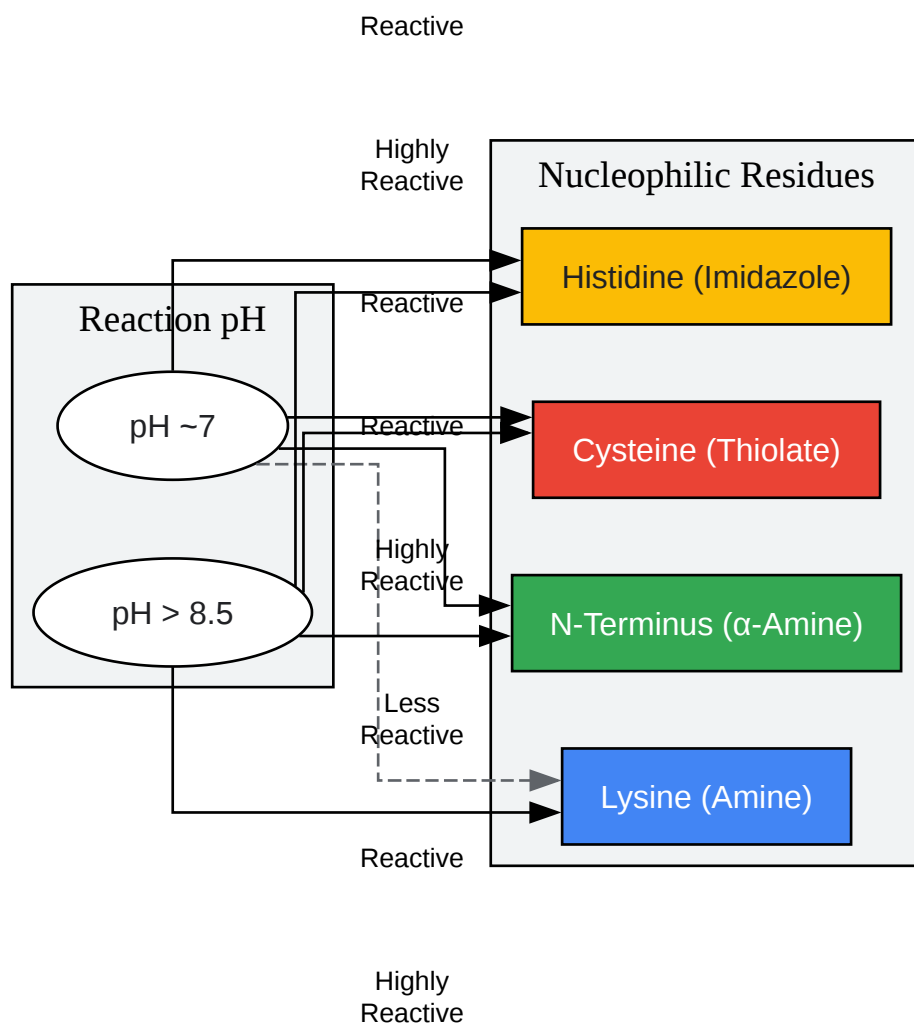 Reactive
Highly
Reactive
Nucleophilic Residues
Histidine (Imidazole)
Reaction pH
Reactive
pH ~7
Reactive
Cysteine (Thiolate)
Highly
Reactive
pH > 8.5
N-Terminus (α-Amine)
Less
Reactive
Lysine (Amine)
Reactive
Highly
Reactive